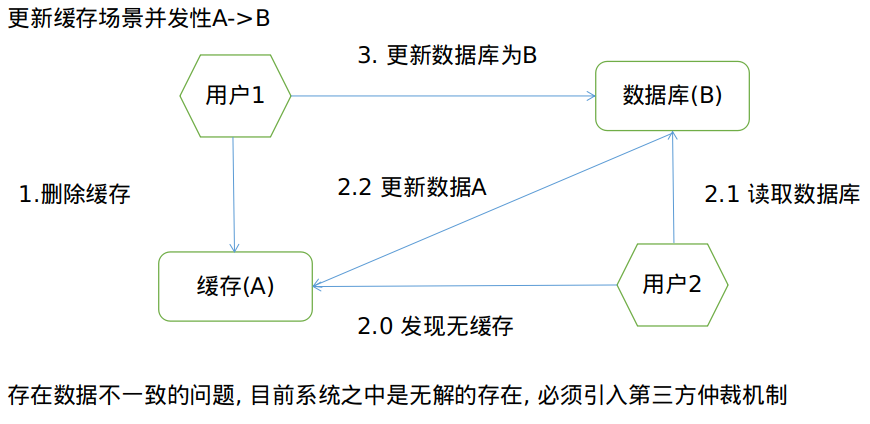 更新缓存场景并发性A->B
3. 更新数据库为B
用户1
数据库(B)
1.删除缓存
2.2 更新数据A
2.1 读取数据库
缓存(A)
用户2
2.0 发现无缓存
存在数据不一致的问题, 目前系统之中是无解的存在, 必须引入第三方仲裁机制